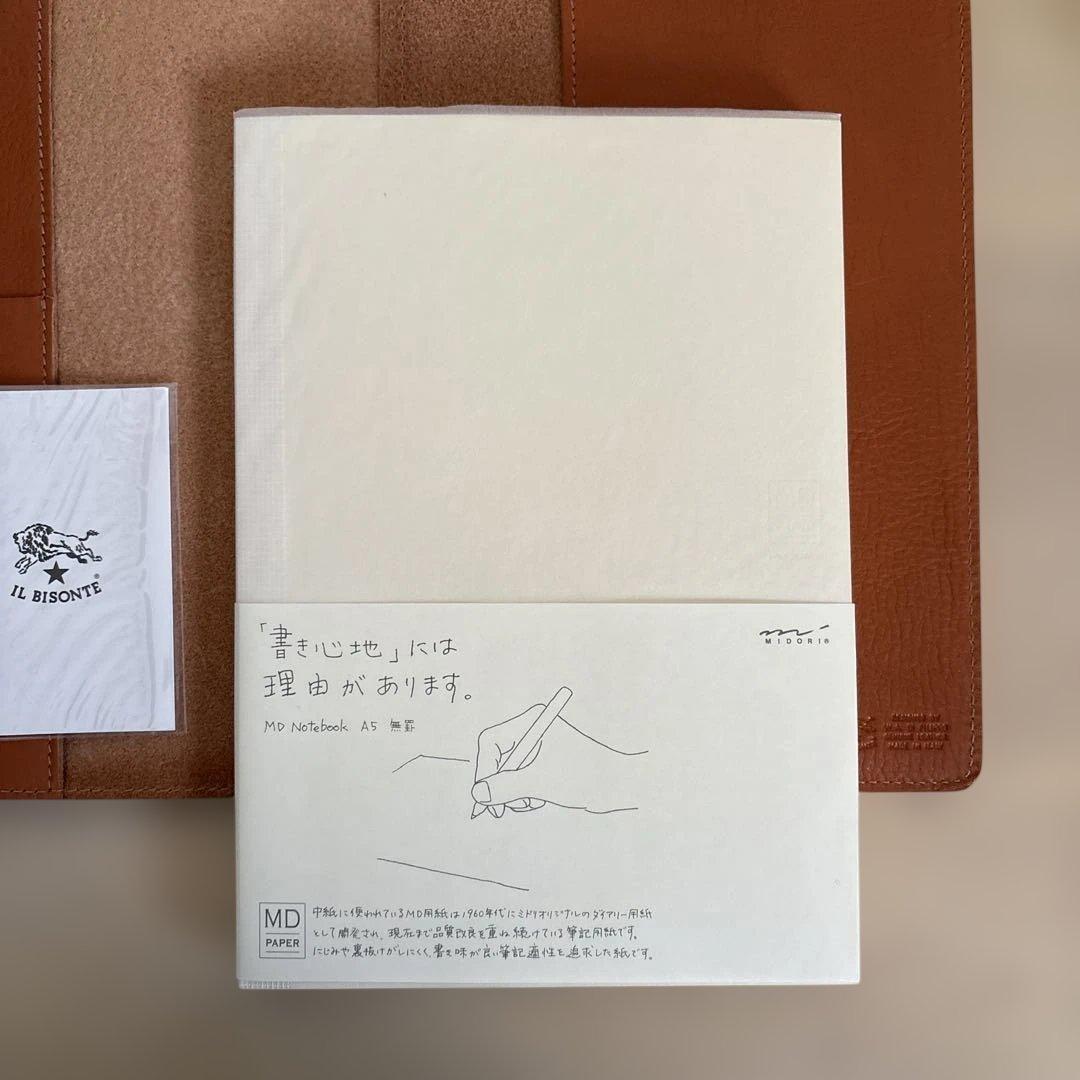 「書き心地」には
理由があります。
MD Notebook A5 無罫
MIDORI®
IL BISONTE®
MD
PAPER
中紙に使われているMD用紙は1960年代にミドリオリジナルのダイアリー用紙
として開発され、現在まで品質改良を重ね続けている筆記用紙です。
にじみや裏抜けがしにくく、書き味が良い筆記適性を追求した紙です。
MADE IN ITALY